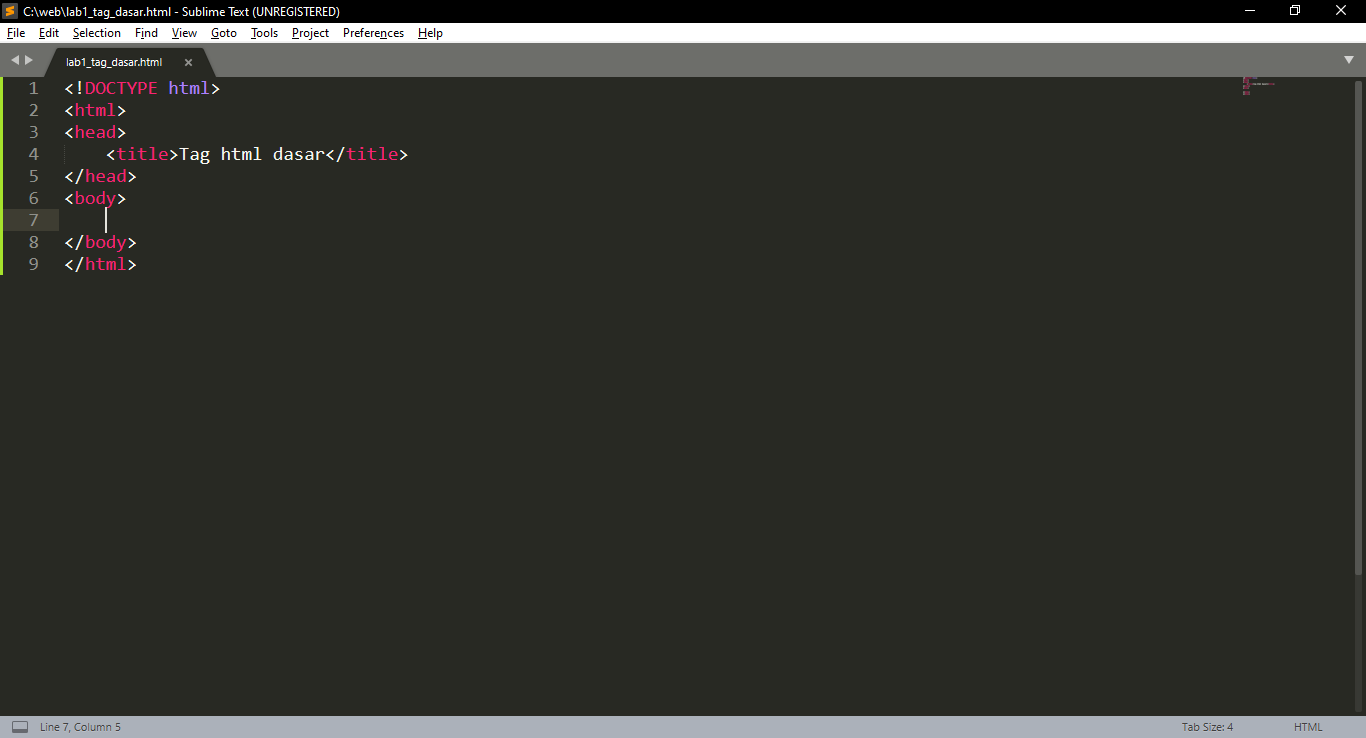 C:\web\lab1_tag_dasar.html - Sublime Text (UNREGISTERED)
File Edit Selection Find View Goto Tools Project Preferences Help
lab1_tag_dasar.html
1 <!DOCTYPE html>
2 <html>
3 <head>
4     <title>Tag html dasar</title>
5 </head>
6 <body>
7
8 </body>
9 </html>
Line 7, Column 5 Tab Size: 4 HTML